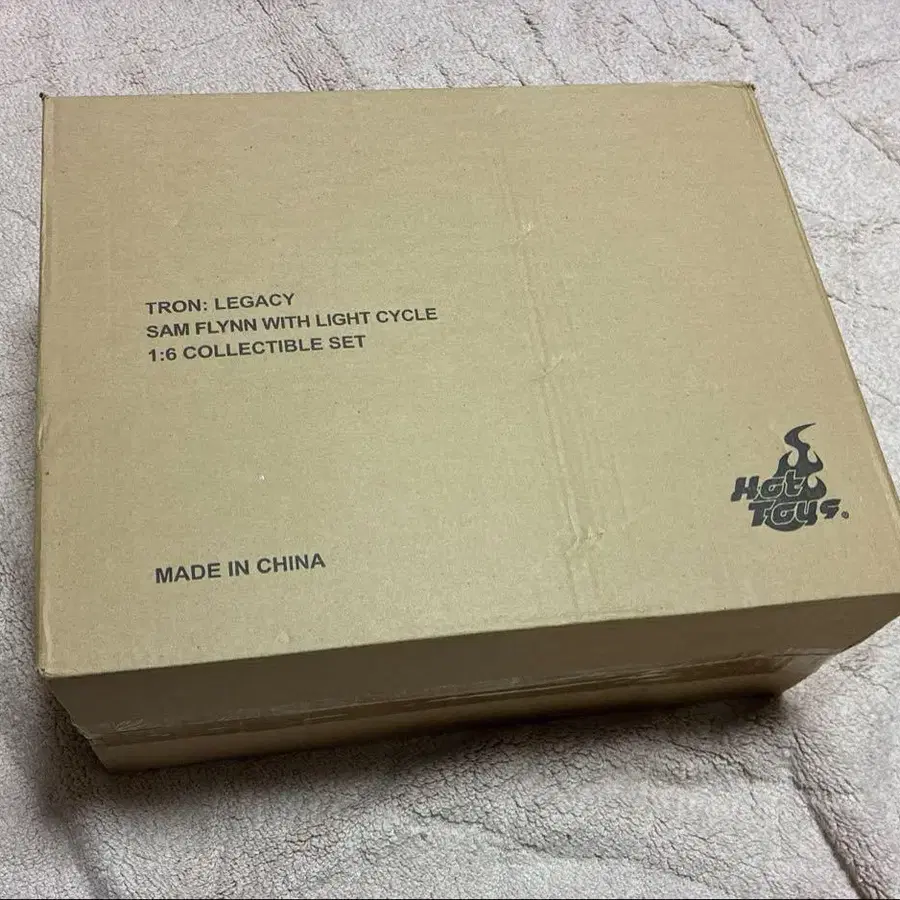 TRON: LEGACY
SAM FLYNN WITH LIGHT CYCLE
1:6 COLLECTIBLE SET
Hot
Toys®
MADE IN CHINA